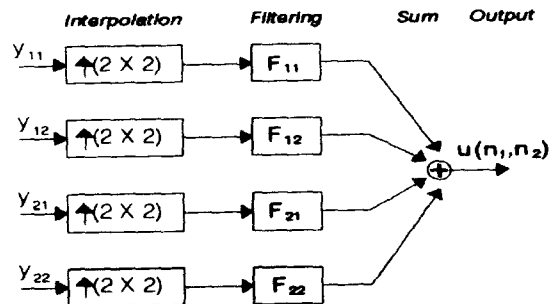 Interpolation Filtering Sum Output
y11 ↑(2 X 2) F11
y12 ↑(2 X 2) F12
u(n1,n2)
+
y21 ↑(2 X 2) F21
y22 ↑(2 X 2) F22